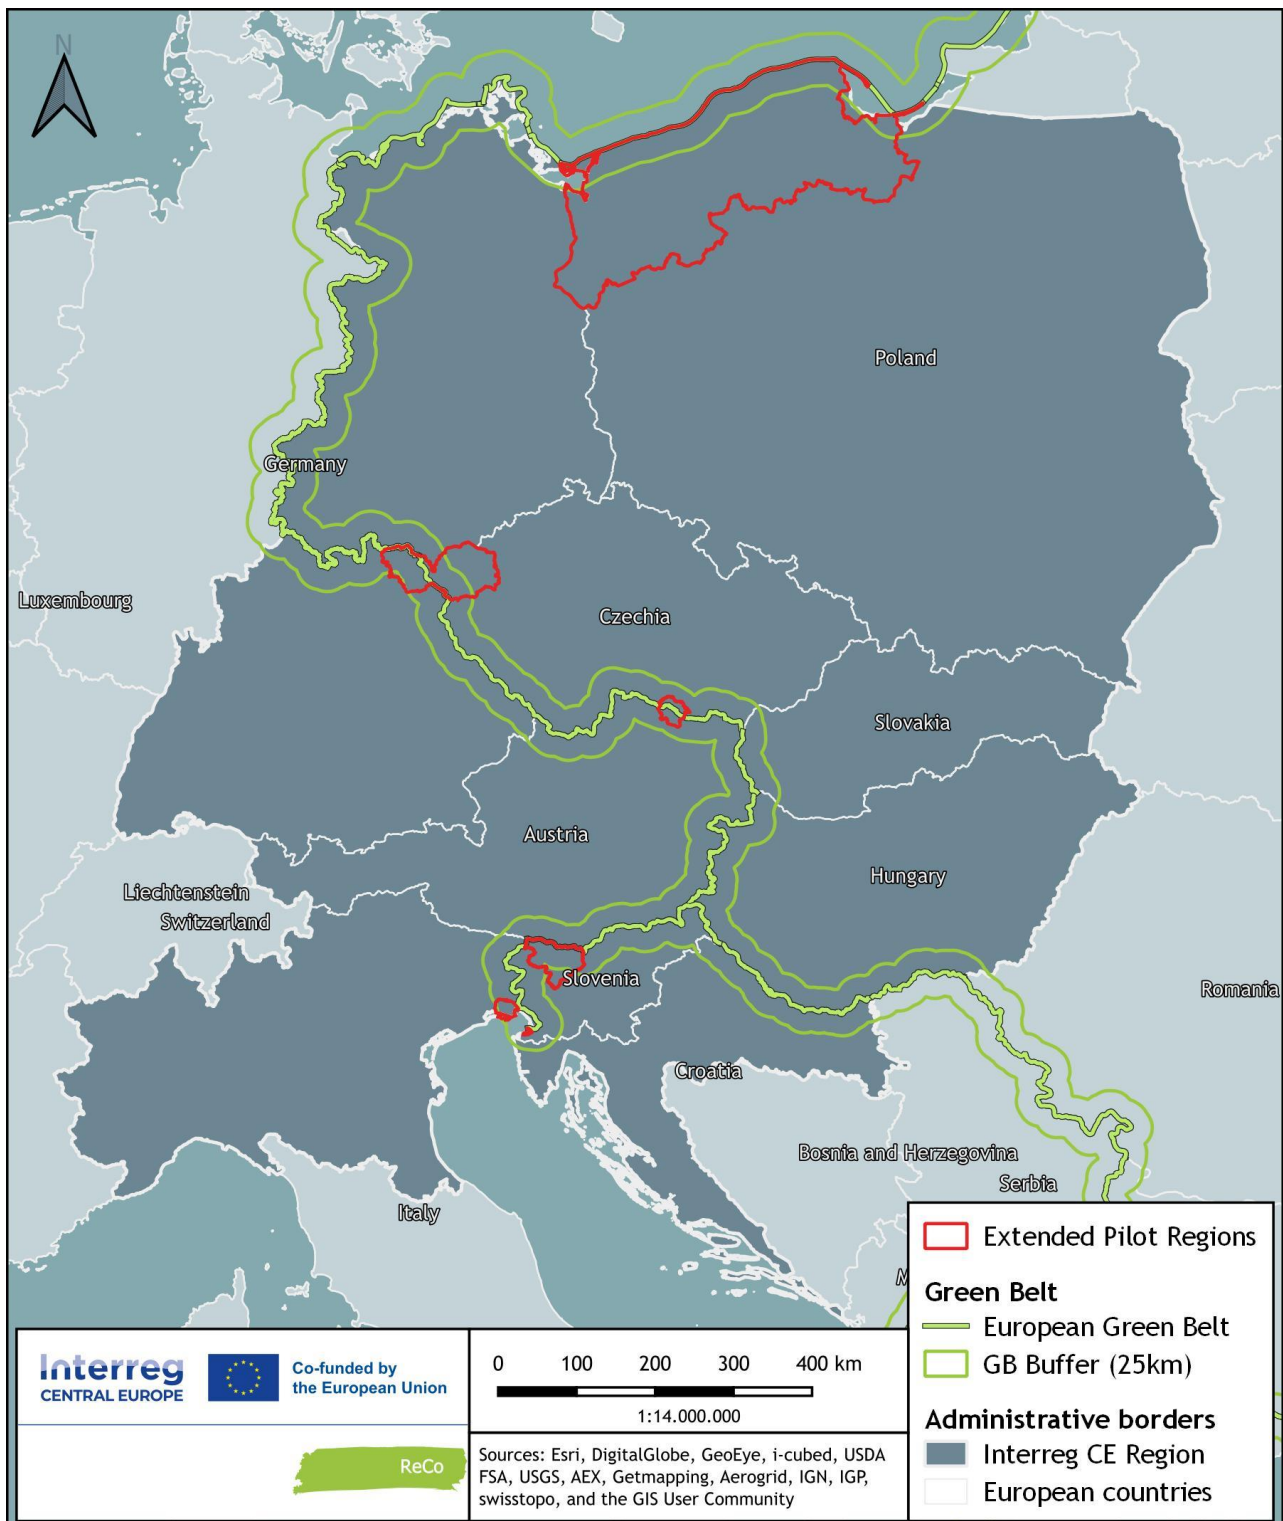 N
Poland
Germany
Luxembourg
Czechia
Slovakia
Austria
Hungary
Liechtenstein
Switzerland
Slovenia
Romania
Croatia
Bosnia and Herzegovina
Serbia
Italy
M
Extended Pilot Regions
Green Belt
European Green Belt
GB Buffer (25km)
Administrative borders
Interreg CE Region
European countries
Interreg
CENTRAL EUROPE
Co-funded by
the European Union
ReCo
0 100 200 300 400 km
1:14.000.000
Sources: Esri, DigitalGlobe, GeoEye, i-cubed, USDA
FSA, USGS, AEX, Getmapping, Aerogrid, IGN, IGP,
swisstopo, and the GIS User Community